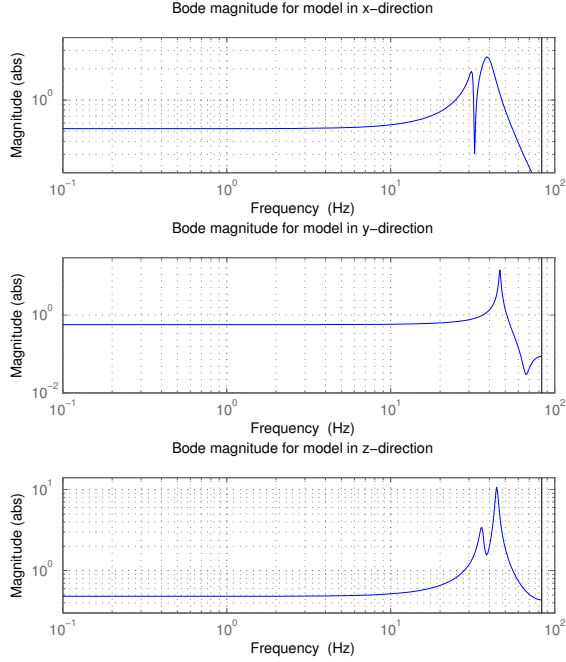 Bode magnitude for model in x-direction
Magnitude (abs)
10^0
10^-1 10^0 10^1 10^2
Frequency (Hz)
Bode magnitude for model in y-direction
Magnitude (abs)
10^0
10^-2
10^-1 10^0 10^1 10^2
Frequency (Hz)
Bode magnitude for model in z-direction
Magnitude (abs)
10^1
10^0
10^-1 10^0 10^1 10^2
Frequency (Hz)